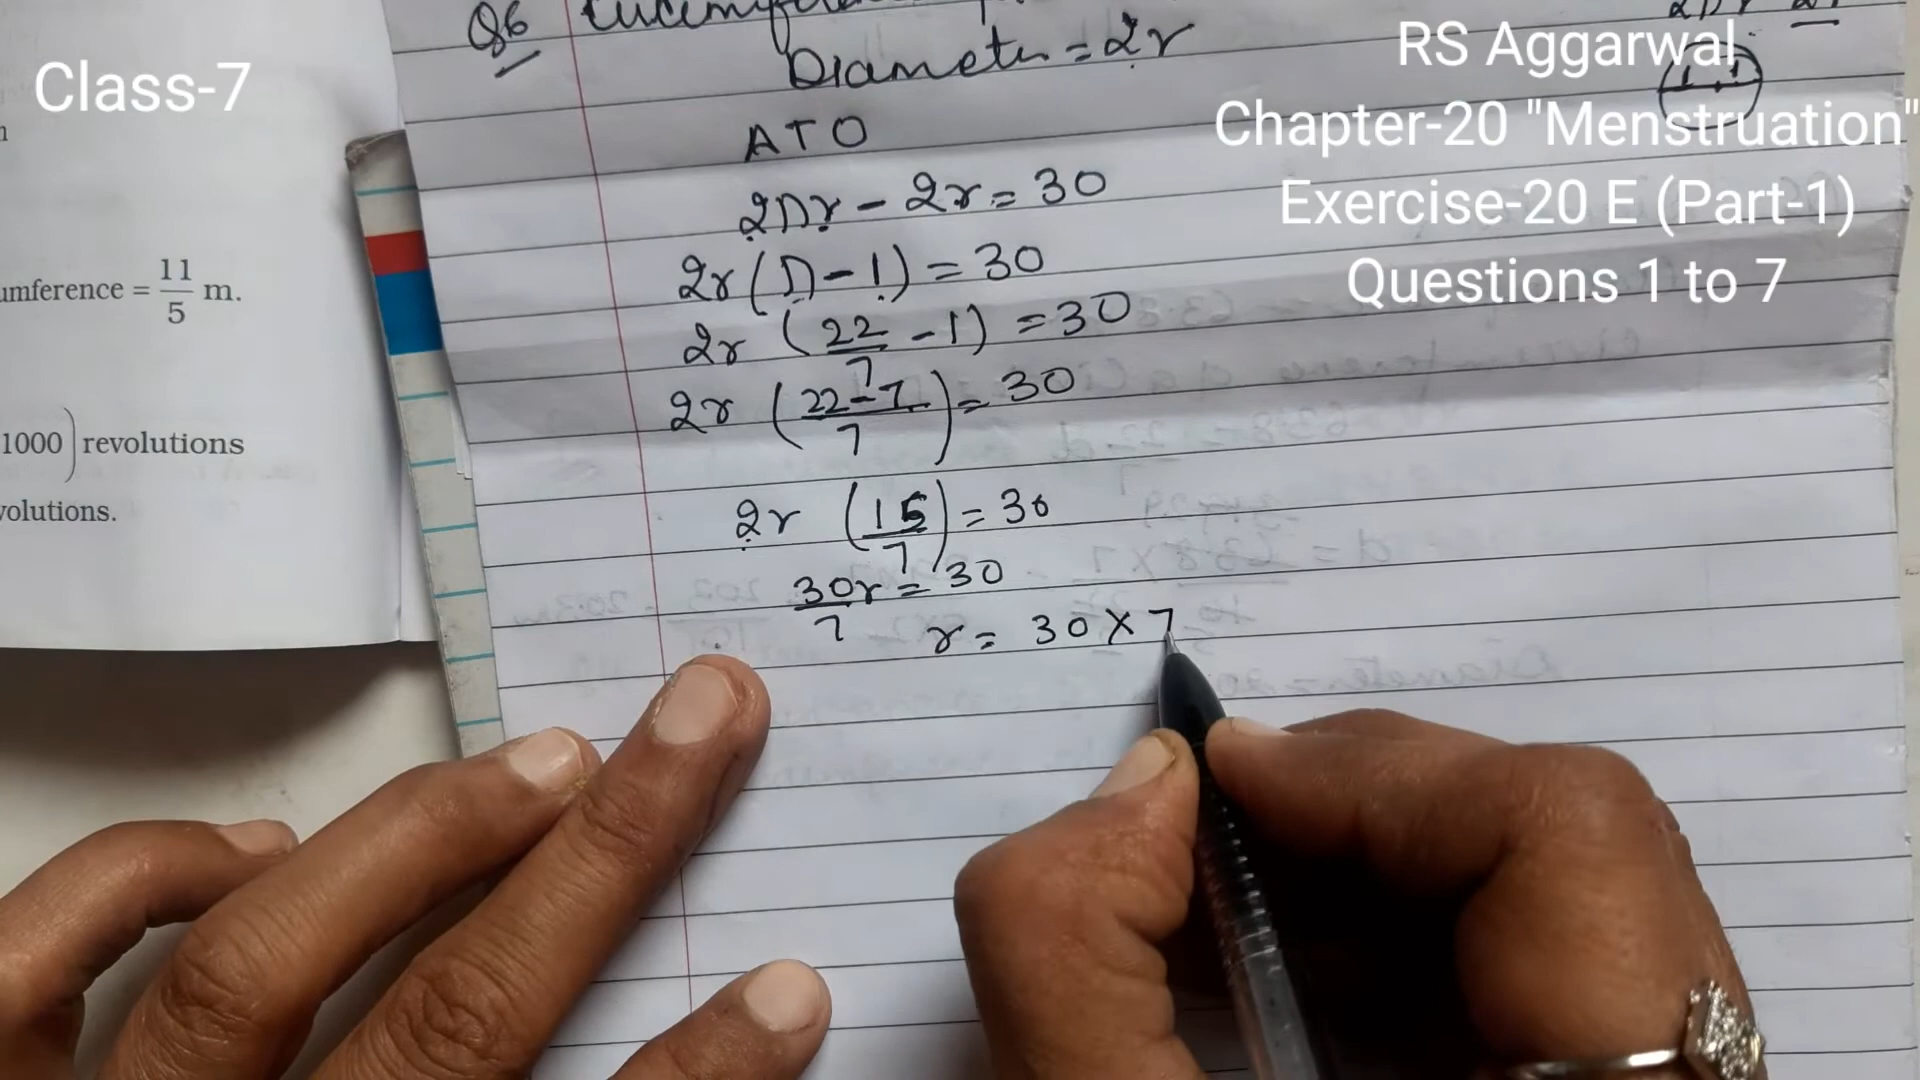 Class-7
RS Aggarwal
Chapter-20 "Menstruation"
Exercise-20 E (Part-1)
Questions 1 to 7
umference = 11/5 m.
1000) revolutions
volutions.
Q6
Diameter = 2r
ATO
2πr - 2r = 30
2r (π - 1) = 30
2r (22/7 - 1) = 30
2r (22-7/7) = 30
2r (15/7) = 30
30r/7 = 30
r = 30 × 7